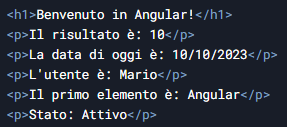 <h1>Benvenuto in Angular!</h1>
<p>Il risultato è: 10</p>
<p>La data di oggi è: 10/10/2023</p>
<p>L'utente è: Mario</p>
<p>Il primo elemento è: Angular</p>
<p>Stato: Attivo</p>